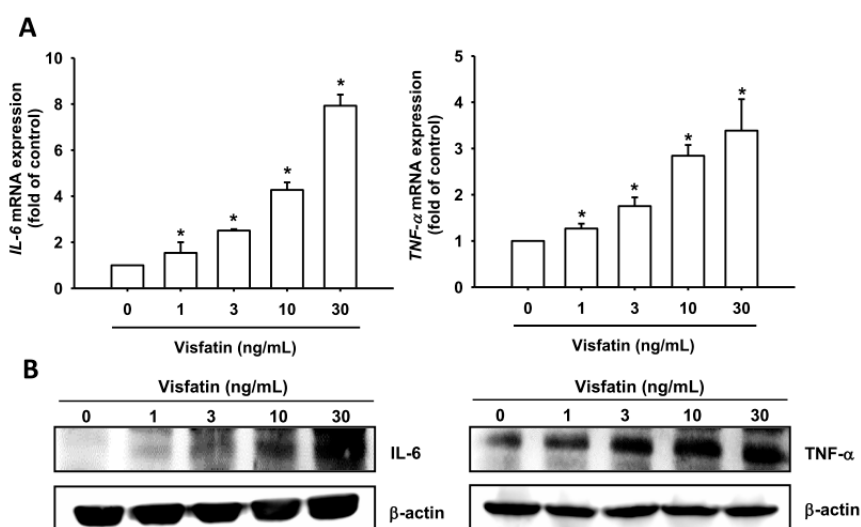 A
IL-6 mRNA expression
(fold of control)
10
8
6
4
2
0
*
*
*
*
0 1 3 10 30
Visfatin (ng/mL)
TNF-α mRNA expression
(fold of control)
5
4
3
2
1
0
*
*
*
*
0 1 3 10 30
Visfatin (ng/mL)
B
Visfatin (ng/mL)
0 1 3 10 30
IL-6
β-actin
Visfatin (ng/mL)
0 1 3 10 30
TNF-α
β-actin